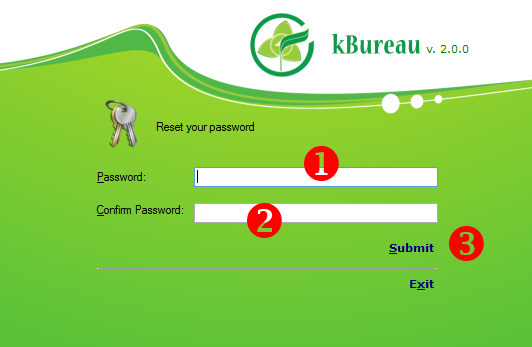 kBureau v. 2.0.0
Reset your password
1
Password:
Confirm Password:
2
Submit
3
Exit